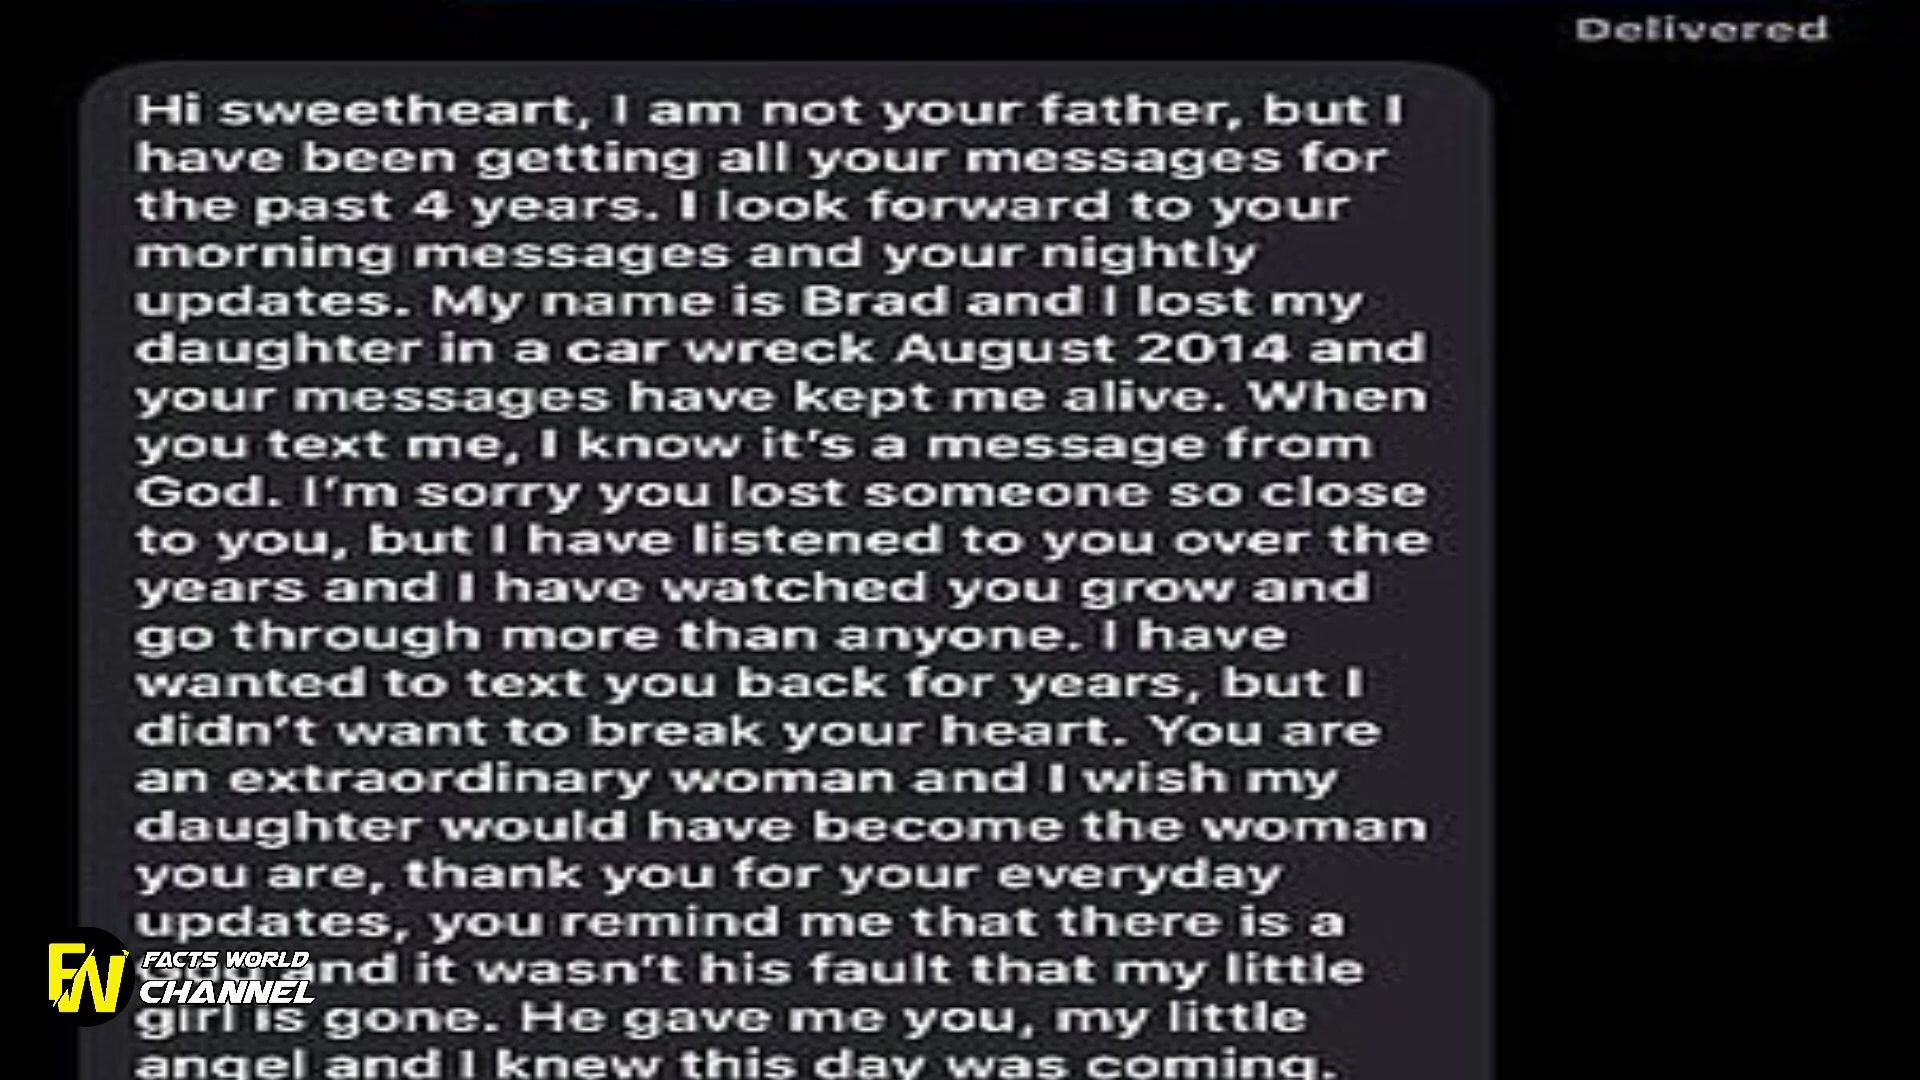 Delivered
Hi sweetheart, I am not your father, but I
have been getting all your messages for
the past 4 years. I look forward to your
morning messages and your nightly
updates. My name is Brad and I lost my
daughter in a car wreck August 2014 and
your messages have kept me alive. When
you text me, I know it’s a message from
God. I’m sorry you lost someone so close
to you, but I have listened to you over the
years and I have watched you grow and
go through more than anyone. I have
wanted to text you back for years, but I
didn’t want to break your heart. You are
an extraordinary woman and I wish my
daughter would have become the woman
you are, thank you for your everyday
updates, you remind me that there is a
and it wasn’t his fault that my little
girl is gone. He gave me you, my little
angel and I knew this day was coming.
FW
FACTS WORLD
CHANNEL